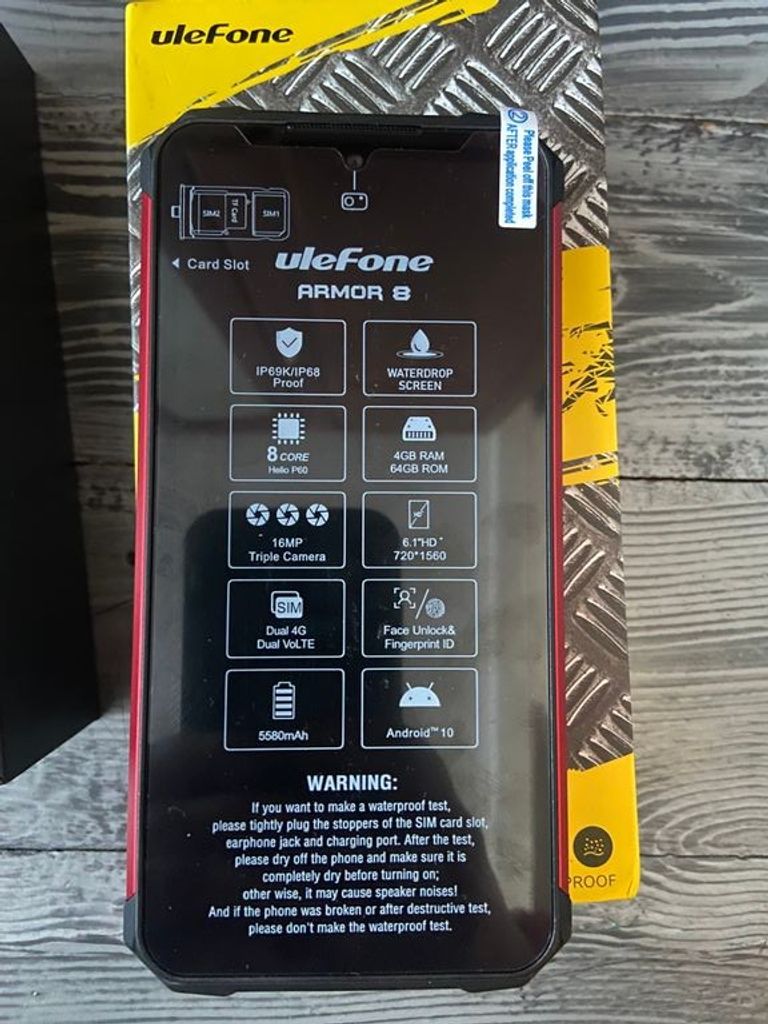 uleFone
② Please Peel off this mask
AFTER application completed
SIM2
TF Card
SIM1
Card Slot
uleFone
ARMOR 8
IP69K/IP68
Proof
WATERDROP
SCREEN
8 CORE
Helio P60
4GB RAM
64GB ROM
16MP
Triple Camera
HD+
6.1"HD+
720*1560
SIM
Dual 4G
Dual VoLTE
Face Unlock&
Fingerprint ID
5580mAh
Android™ 10
WARNING:
If you want to make a waterproof test,
please tightly plug the stoppers of the SIM card slot,
earphone jack and charging port. After the test,
please dry off the phone and make sure it is
completely dry before turning on;
other wise, it may cause speaker noises!
And if the phone was broken or after destructive test,
please don't make the waterproof test.
PROOF